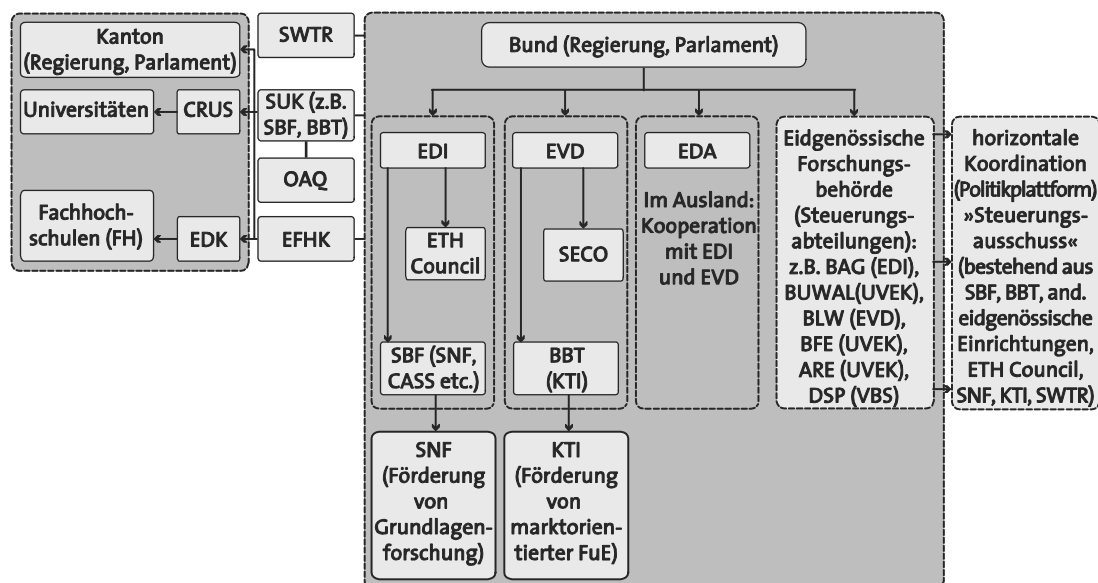 Kanton
(Regierung, Parlament)
Universitäten
CRUS
Fachhoch-
schulen (FH)
EDK
SWTR
SUK (z.B.
SBF, BBT)
OAQ
EFHK
Bund (Regierung, Parlament)
EDI
ETH
Council
SBF (SNF,
CASS etc.)
SNF
(Förderung
von
Grundlagen-
forschung)
EVD
SECO
BBT
(KTI)
KTI
(Förderung
von
marktorien-
tierter FuE)
EDA
Im Ausland:
Kooperation
mit EDI
und EVD
Eidgenössische
Forschungs-
behörde
(Steuerungs-
abteilungen):
z.B. BAG (EDI),
BUWAL(UVEK),
BLW (EVD),
BFE (UVEK),
ARE (UVEK),
DSP (VBS)
horizontale
Koordination
(Politikplattform)
»Steuerungs-
ausschuss«
(bestehend aus
SBF, BBT, and.
eidgenössische
Einrichtungen,
ETH Council,
SNF, KTI, SWTR)